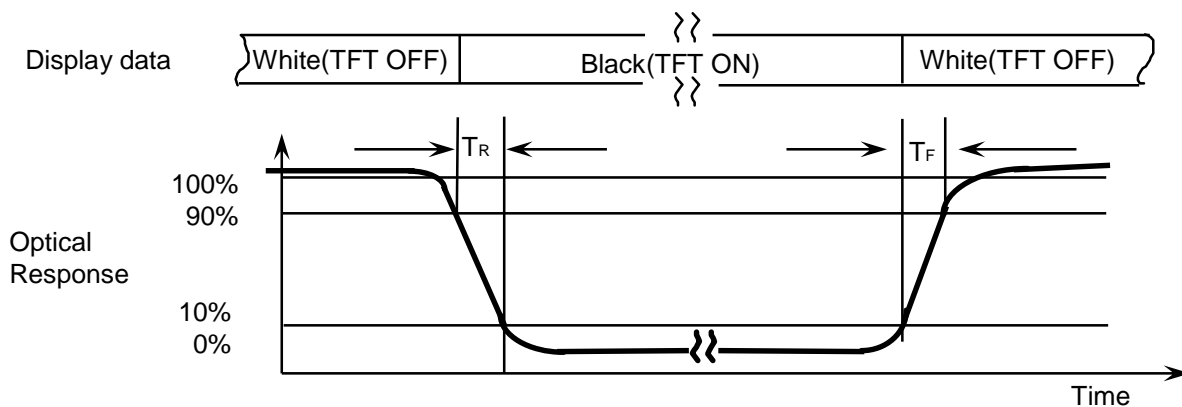 Display data
White(TFT OFF)
Black(TFT ON)
White(TFT OFF)
TR
TF
100%
90%
Optical
Response
10%
0%
Time